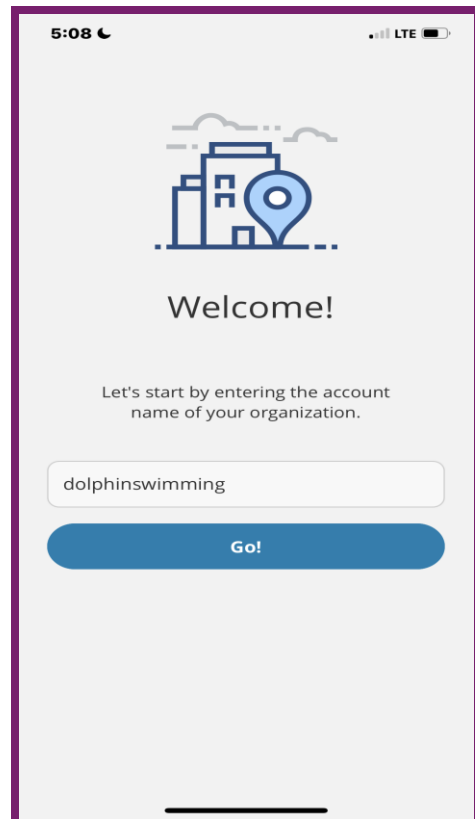 5:08
LTE
Welcome!
Let's start by entering the account
name of your organization.
dolphinswimming
Go!